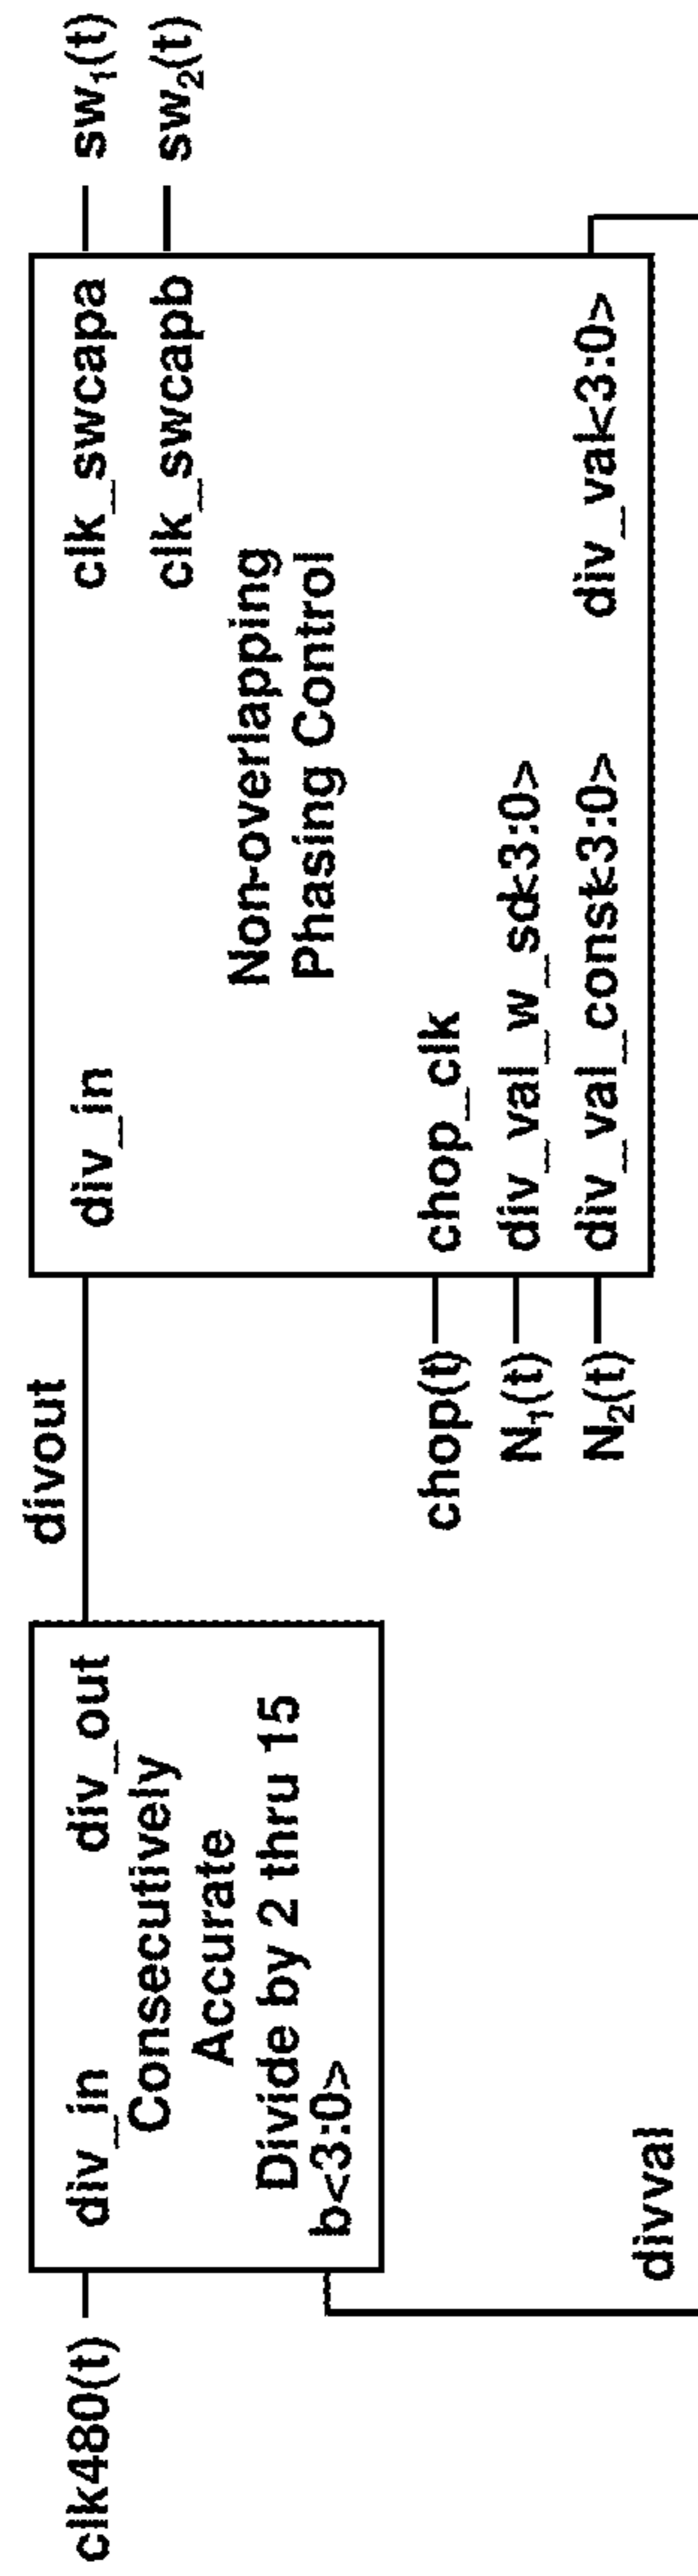 clk480(t)
div_in
div_out
Consecutively
Accurate
Divide by 2 thru 15
b<3:0>
divval
divout
div_in
clk_swcapa
sw₁(t)
clk_swcapb
sw₂(t)
Non-overlapping
Phasing Control
chop(t)
chop_clk
N₁(t)
div_val_w_sd<3:0>
N₂(t)
div_val_const<3:0>
div_val<3:0>